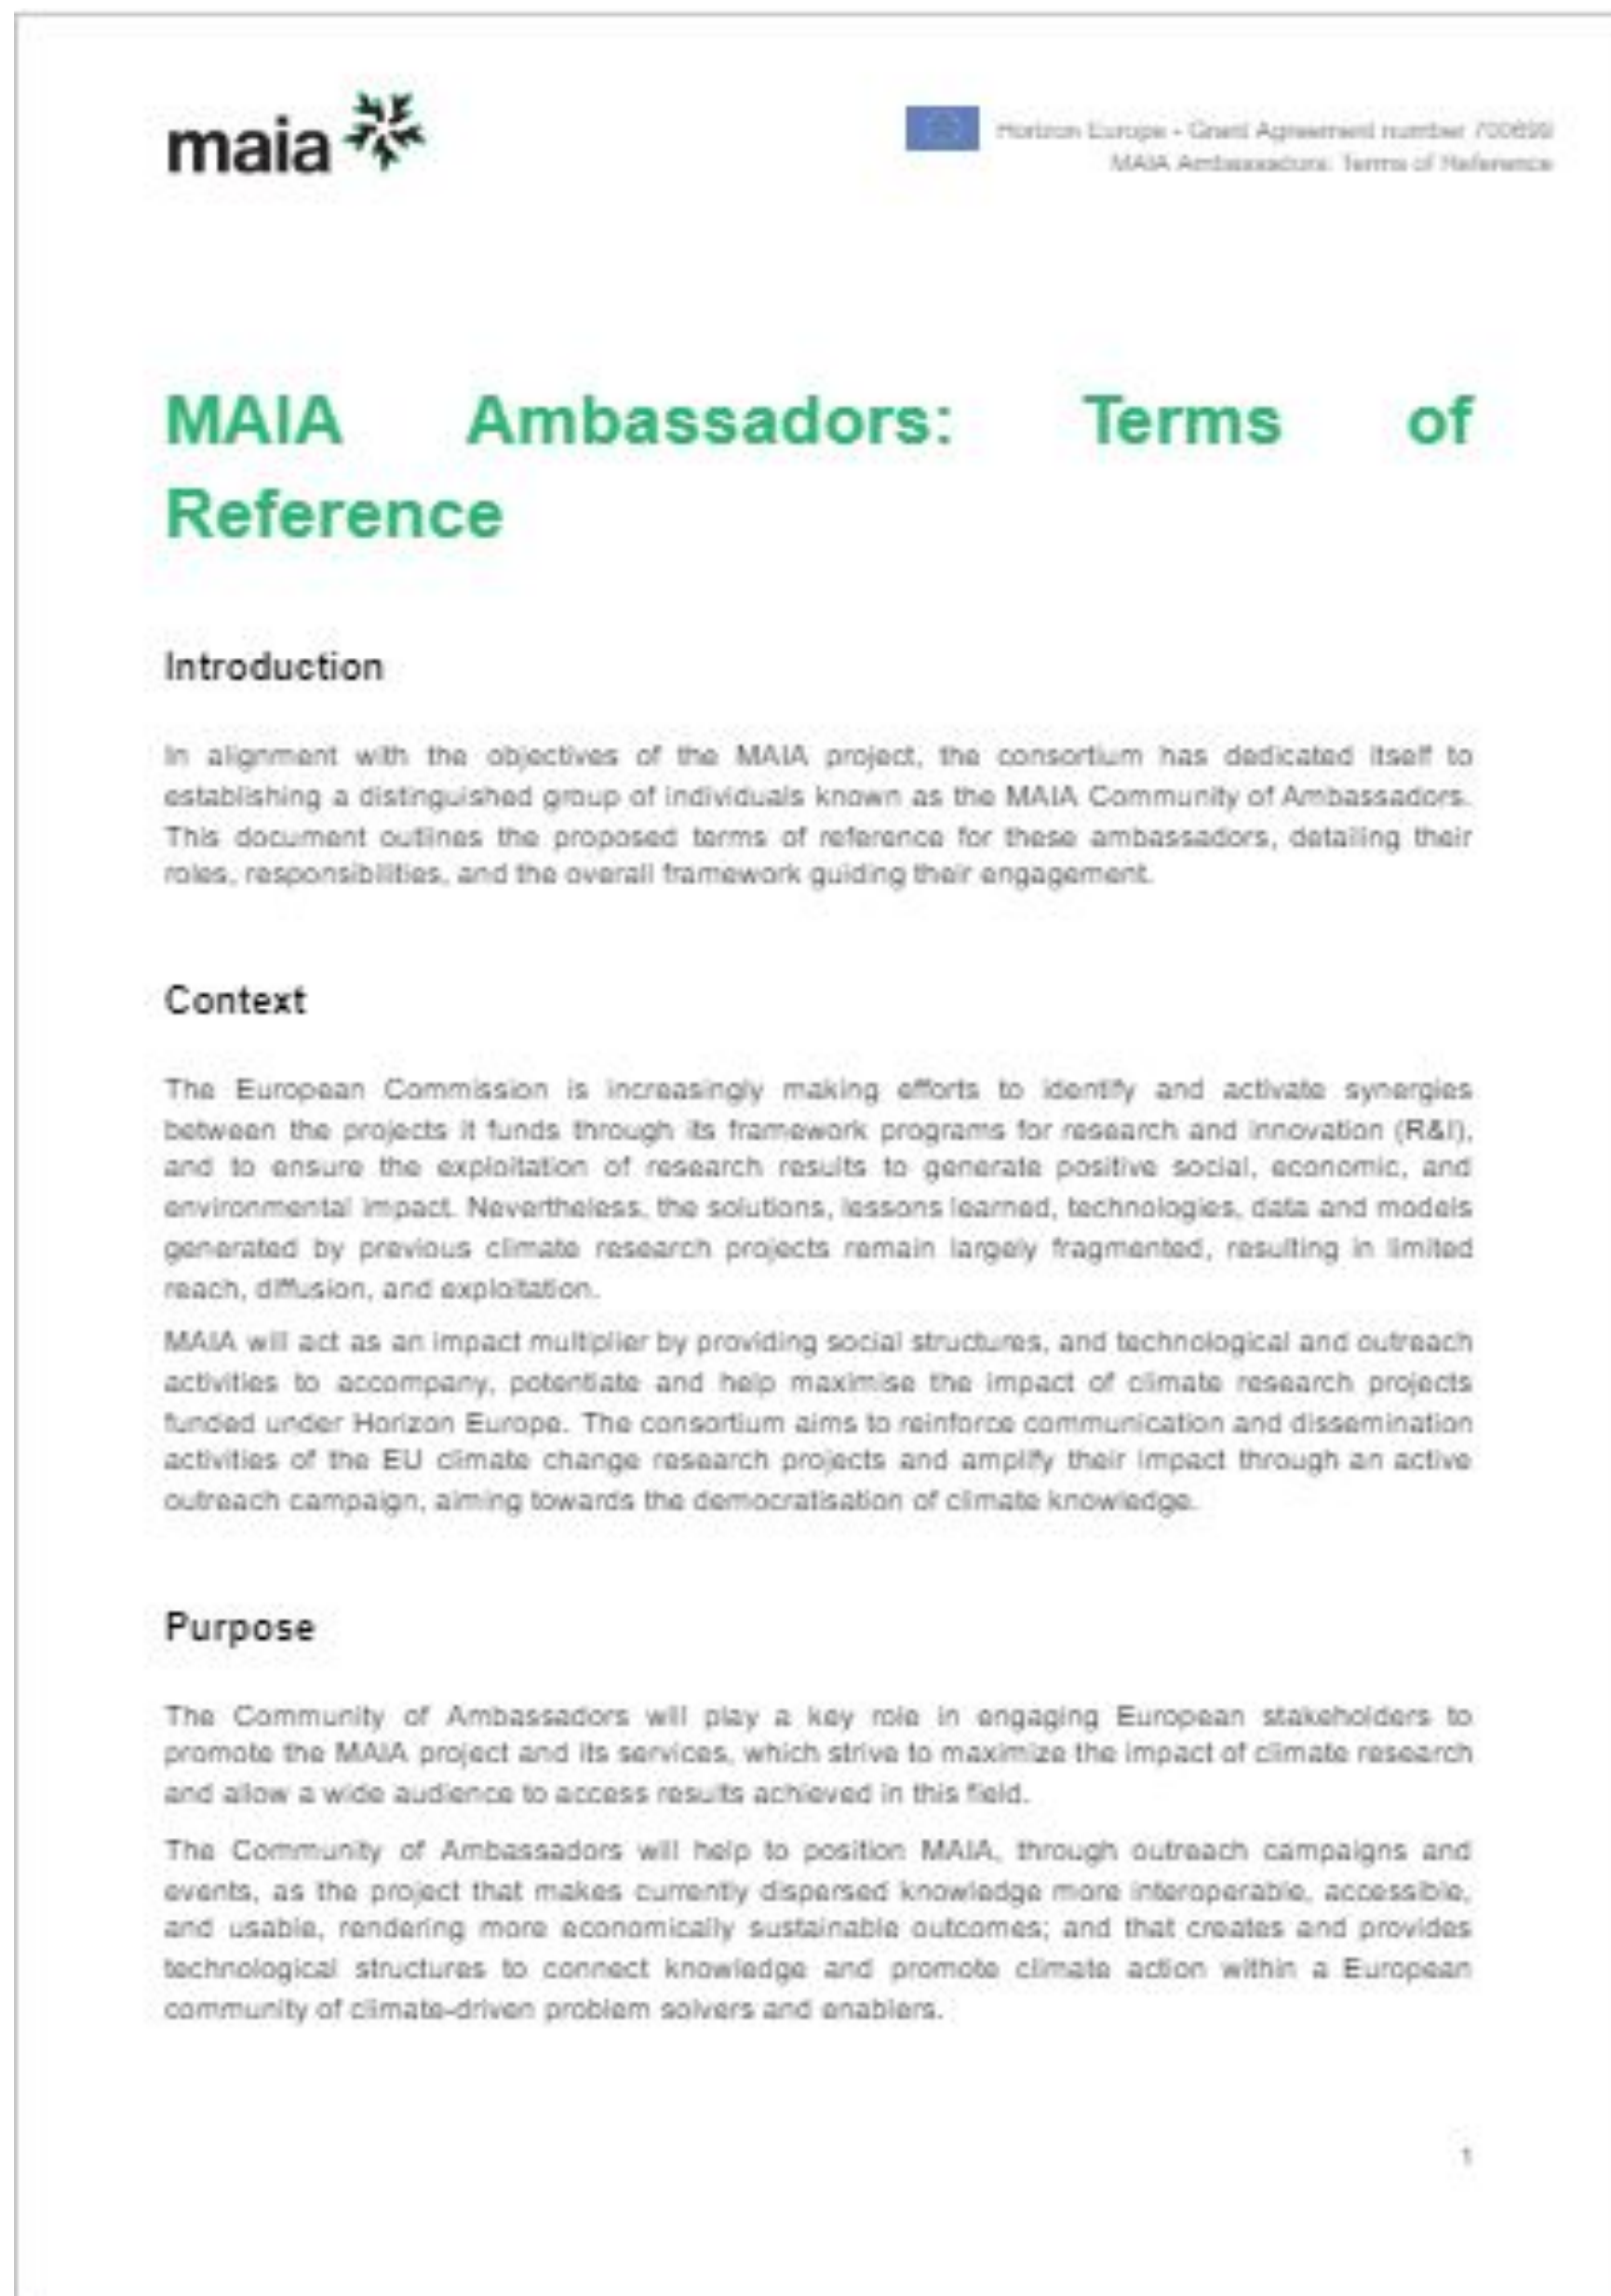 maia
Horizon Europe - Grant Agreement number
MAIA Ambassadors: Terms of Reference
MAIA Ambassadors: Terms of
Reference
Introduction
In alignment with the objectives of the MAIA project, the consortium has dedicated itself to
establishing a distinguished group of individuals known as the MAIA Community of Ambassadors.
This document outlines the proposed terms of reference for these ambassadors, detailing their
roles, responsibilities, and the overall framework guiding their engagement.
Context
The European Commission is increasingly making efforts to identify and activate synergies
between the projects it funds through its framework programs for research and innovation (R&I),
and to ensure the exploitation of research results to generate positive social, economic, and
environmental impact. Nevertheless, the solutions, lessons learned, technologies, data and models
generated by previous climate research projects remain largely fragmented, resulting in limited
reach, diffusion, and exploitation.
MAIA will act as an impact multiplier by providing social structures, and technological and outreach
activities to accompany, potentiate and help maximise the impact of climate research projects
funded under Horizon Europe. The consortium aims to reinforce communication and dissemination
activities of the EU climate change research projects and amplify their impact through an active
outreach campaign, aiming towards the democratisation of climate knowledge.
Purpose
The Community of Ambassadors will play a key role in engaging European stakeholders to
promote the MAIA project and its services, which strive to maximize the impact of climate research
and allow a wide audience to access results achieved in this field.
The Community of Ambassadors will help to position MAIA, through outreach campaigns and
events, as the project that makes currently dispersed knowledge more interoperable, accessible,
and usable, rendering more economically sustainable outcomes; and that creates and provides
technological structures to connect knowledge and promote climate action within a European
community of climate-driven problem solvers and enablers.
1